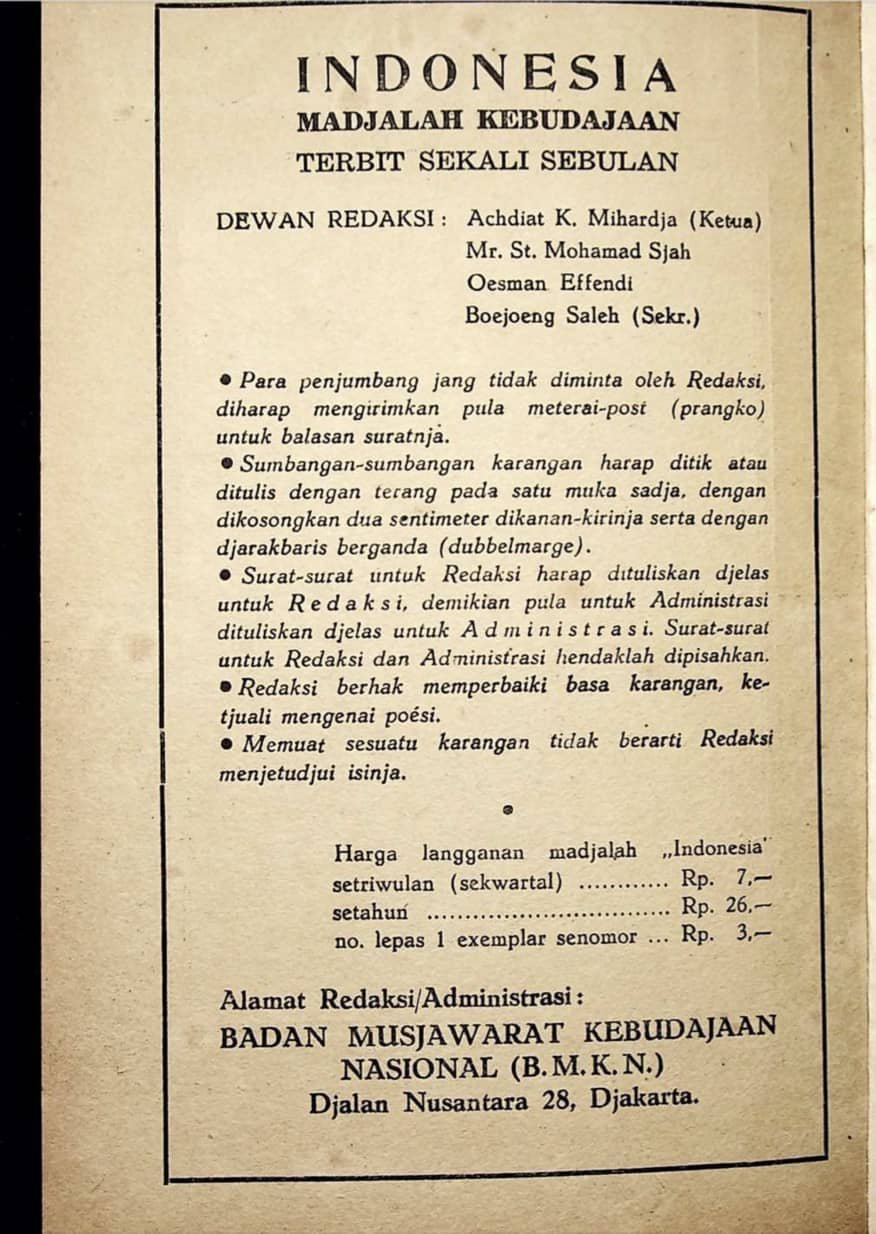 INDONESIA
MADJALAH KEBUDAJAAN
TERBIT SEKALI SEBULAN
DEWAN REDAKSI : Achdiat K. Mihardja (Ketua)
Mr. St. Mohamad Sjah
Oesman Effendi
Boejoeng Saleh (Sekr.)
● Para penjumbang jang tidak diminta oleh Redaksi,
diharap mengirimkan pula meterai-post (prangko)
untuk balasan suratnja.
● Sumbangan-sumbangan karangan harap ditik atau
ditulis dengan terang pada satu muka sadja, dengan
dikosongkan dua sentimeter dikanan-kirinja serta dengan
djarakbaris berganda (dubbelmarge).
● Surat-surat untuk Redaksi harap dituliskan djelas
untuk R e d a k s i, demikian pula untuk Administrasi
dituliskan djelas untuk A d m i n i s t r a s i. Surat-surat
untuk Redaksi dan Administrasi hendaklah dipisahkan.
● Redaksi berhak memperbaiki basa karangan, ke-
tjuali mengenai poési.
● Memuat sesuatu karangan tidak berarti Redaksi
menjetudjui isinja.
●
Harga langganan madjalah „Indonesia"
setriwulan (sekwartal) ............ Rp. 7,—
setahun ................................ Rp. 26,—
no. lepas 1 exemplar senomor ... Rp. 3,—
Alamat Redaksi/Administrasi :
BADAN MUSJAWARAT KEBUDAJAAN
NASIONAL (B.M.K.N.)
Djalan Nusantara 28, Djakarta.